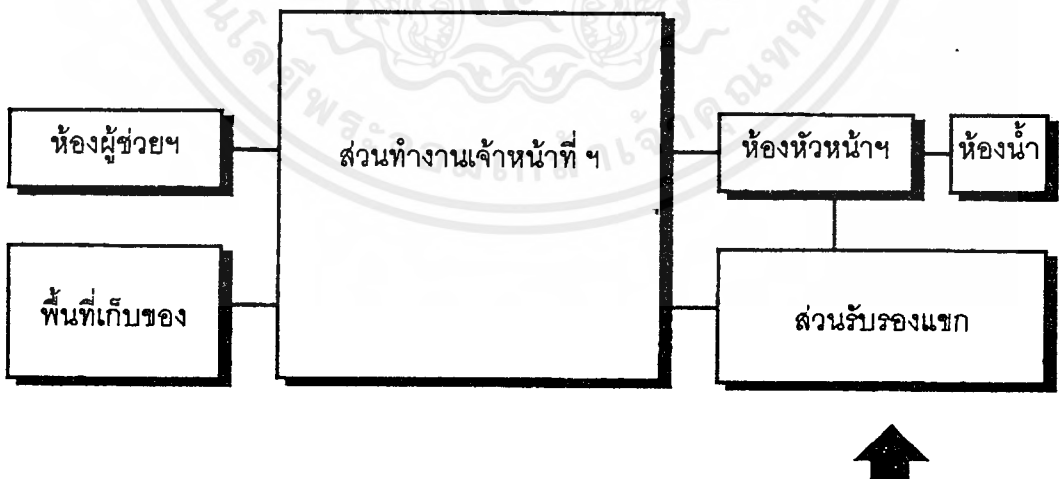 ห้องผู้ช่วยฯ
ส่วนทำงานเจ้าหน้าที่ ฯ
ห้องหัวหน้าฯ
ห้องน้ำ
พื้นที่เก็บของ
ส่วนรับรองแขก